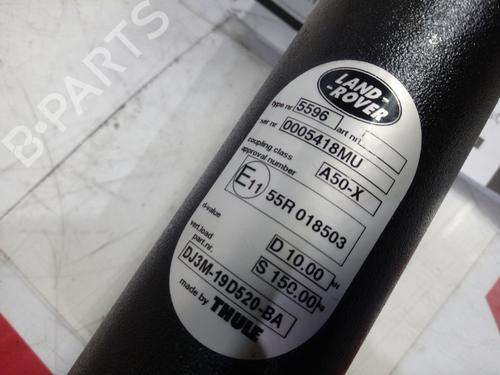 B-PARTS
LAND-
-ROVER
type nr 5596 art nr.
ser nr 0005418MU
coupling class A50-X
approval number
E11 55R 018503
d-value D 10.00 kN
vert.load S 150.00 kg
part.nr. DJ3M-19D520-BA
made by THULE